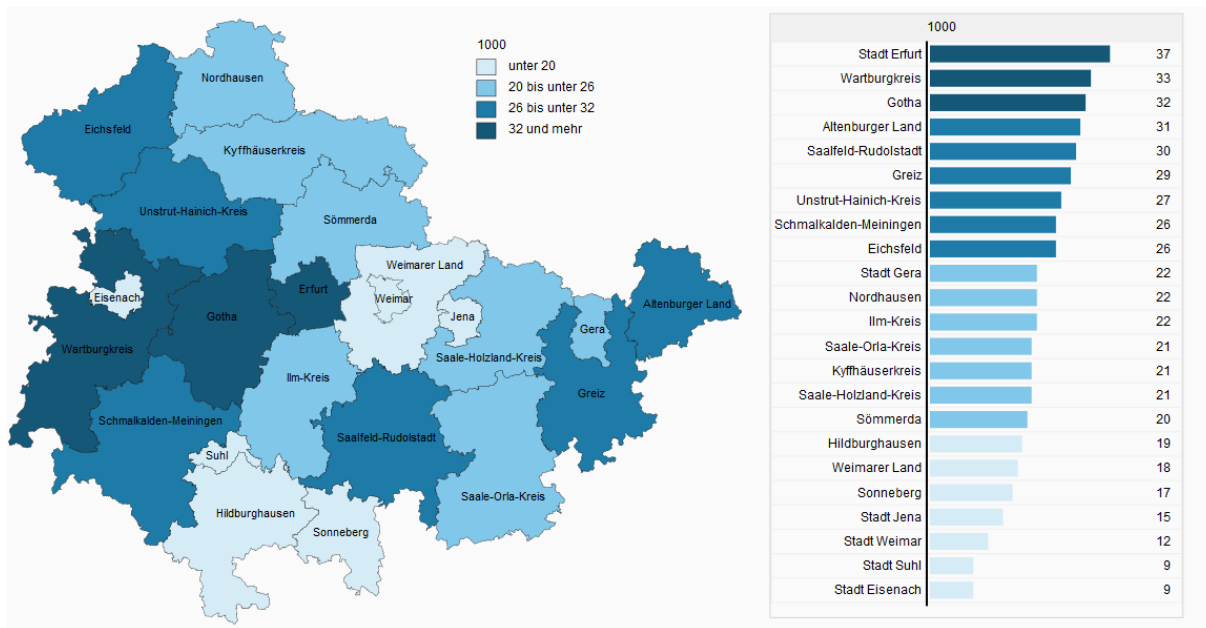 Nordhausen
Eichsfeld
Kyffhäuserkreis
Unstrut-Hainich-Kreis
Sömmerda
Weimarer Land
Eisenach
Erfurt
Weimar
Gotha
Jena
Gera
Altenburger Land
Wartburgkreis
Saale-Holzland-Kreis
Ilm-Kreis
Greiz
Schmalkalden-Meiningen
Saalfeld-Rudolstadt
Suhl
Saale-Orla-Kreis
Hildburghausen
Sonneberg
1000
unter 20
20 bis unter 26
26 bis unter 32
32 und mehr
1000
Stadt Erfurt 37
Wartburgkreis 33
Gotha 32
Altenburger Land 31
Saalfeld-Rudolstadt 30
Greiz 29
Unstrut-Hainich-Kreis 27
Schmalkalden-Meiningen 26
Eichsfeld 26
Stadt Gera 22
Nordhausen 22
Ilm-Kreis 22
Saale-Orla-Kreis 21
Kyffhäuserkreis 21
Saale-Holzland-Kreis 21
Sömmerda 20
Hildburghausen 19
Weimarer Land 18
Sonneberg 17
Stadt Jena 15
Stadt Weimar 12
Stadt Suhl 9
Stadt Eisenach 9